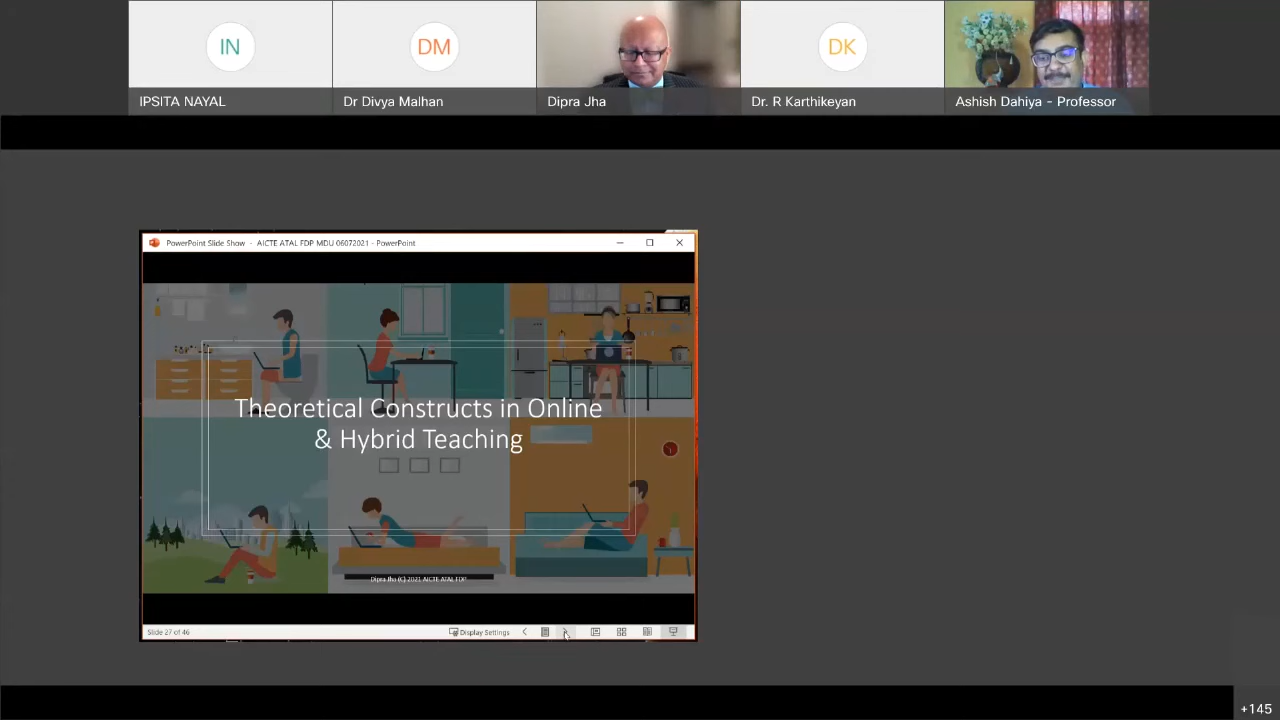 IN
DM
DK
IPSITA NAYAL
Dr Divya Malhan
Dipra Jha
Dr. R Karthikeyan
Ashish Dahiya - Professor
PowerPoint Slide Show - AICTE ATAL FDP MDU 06072021 - PowerPoint
Theoretical Constructs in Online
& Hybrid Teaching
Dipra Jha (C) 2021 AICTE ATAL FDP
Slide 27 of 46
Display Settings
+145